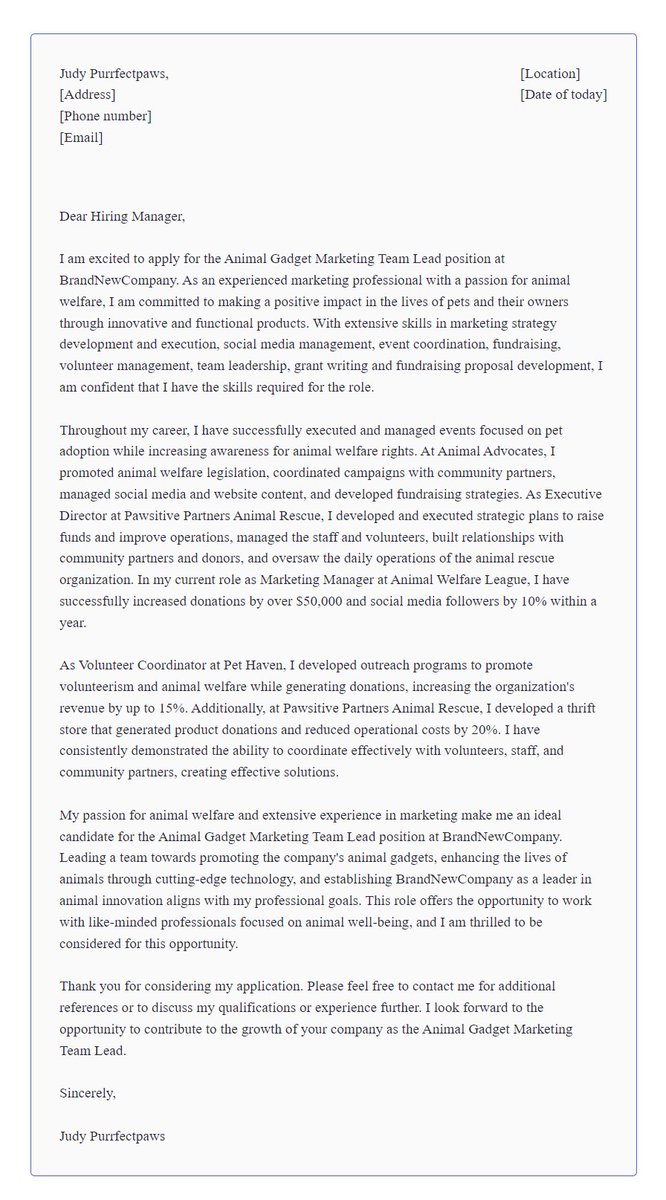 Judy Purrfectpaws,
[Address]
[Phone number]
[Email]
[Location]
[Date of today]
Dear Hiring Manager,
I am excited to apply for the Animal Gadget Marketing Team Lead position at
BrandNewCompany. As an experienced marketing professional with a passion for animal
welfare, I am committed to making a positive impact in the lives of pets and their owners
through innovative and functional products. With extensive skills in marketing strategy
development and execution, social media management, event coordination, fundraising,
volunteer management, team leadership, grant writing and fundraising proposal development, I
am confident that I have the skills required for the role.
Throughout my career, I have successfully executed and managed events focused on pet
adoption while increasing awareness for animal welfare rights. At Animal Advocates, I
promoted animal welfare legislation, coordinated campaigns with community partners,
managed social media and website content, and developed fundraising strategies. As Executive
Director at Pawsitive Partners Animal Rescue, I developed and executed strategic plans to raise
funds and improve operations, managed the staff and volunteers, built relationships with
community partners and donors, and oversaw the daily operations of the animal rescue
organization. In my current role as Marketing Manager at Animal Welfare League, I have
successfully increased donations by over $50,000 and social media followers by 10% within a
year.
As Volunteer Coordinator at Pet Haven, I developed outreach programs to promote
volunteerism and animal welfare while generating donations, increasing the organization's
revenue by up to 15%. Additionally, at Pawsitive Partners Animal Rescue, I developed a thrift
store that generated product donations and reduced operational costs by 20%. I have
consistently demonstrated the ability to coordinate effectively with volunteers, staff, and
community partners, creating effective solutions.
My passion for animal welfare and extensive experience in marketing make me an ideal
candidate for the Animal Gadget Marketing Team Lead position at BrandNewCompany.
Leading a team towards promoting the company's animal gadgets, enhancing the lives of
animals through cutting-edge technology, and establishing BrandNewCompany as a leader in
animal innovation aligns with my professional goals. This role offers the opportunity to work
with like-minded professionals focused on animal well-being, and I am thrilled to be
considered for this opportunity.
Thank you for considering my application. Please feel free to contact me for additional
references or to discuss my qualifications or experience further. I look forward to the
opportunity to contribute to the growth of your company as the Animal Gadget Marketing
Team Lead.
Sincerely,
Judy Purrfectpaws